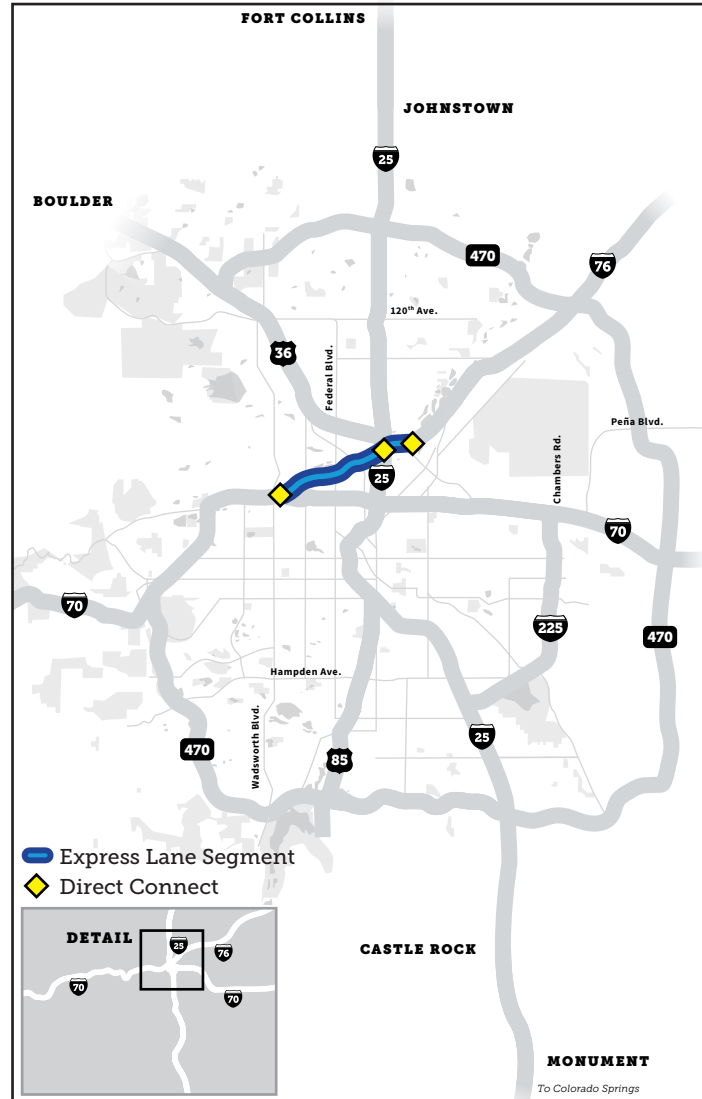 FORT COLLINS
JOHNSTOWN
25
BOULDER
470
76
120th Ave.
36
Federal Blvd.
Peña Blvd.
Chambers Rd.
25
70
70
225
470
Hampden Ave.
Wadsworth Blvd.
25
470
85
Express Lane Segment
Direct Connect
DETAIL
25
76
70
70
CASTLE ROCK
MONUMENT
To Colorado Springs